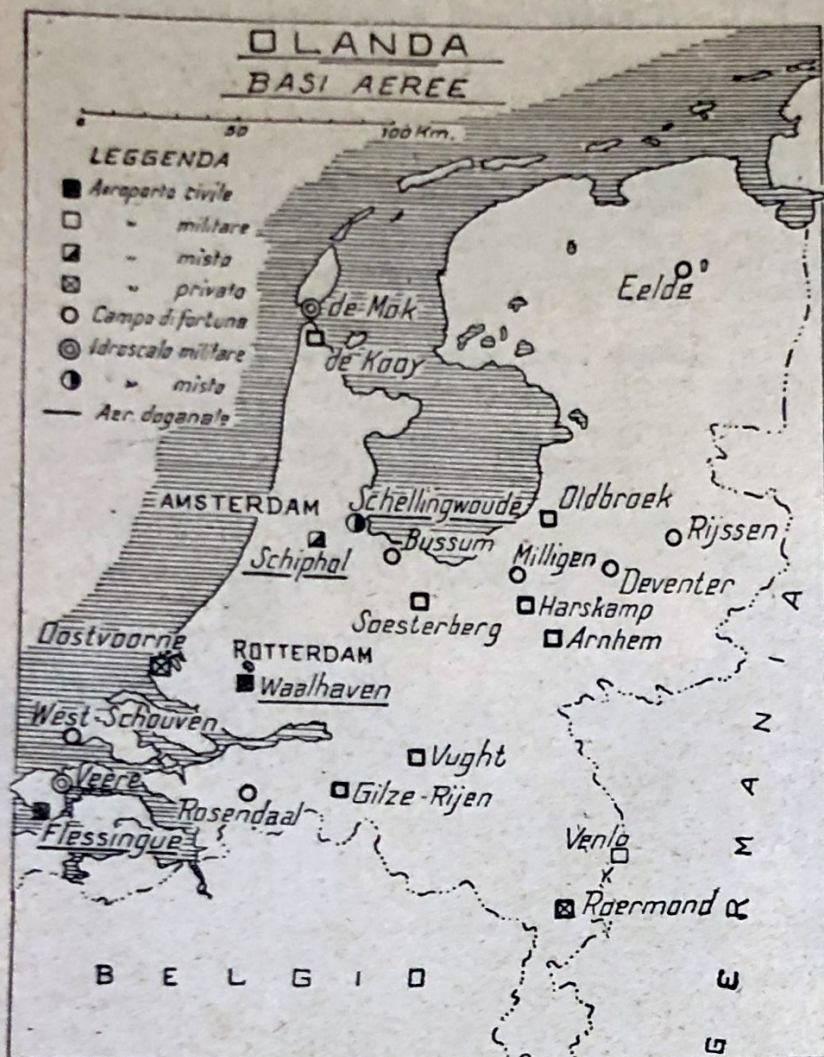 OLANDA
BASI AEREE
0 50 100 Km.
LEGGENDA
Aeroporto civile
" militare
" misto
" privato
Campo di fortuna
Idroscalo militare
" misto
Aer. doganale
Eelde
de Mok
de Kooy
AMSTERDAM
Schellingwoude
Oldbroek
Schiphol
Bussum
Rijssen
Milligen
Deventer
Soesterberg
Harskamp
Arnhem
Oostvoorne
ROTTERDAM
Waalhaven
West-Schouven
Vught
Veere
Rosendaal
Gilze-Rijen
Flessingue
Venlo
Roermond
BELGIO
GERMANIA